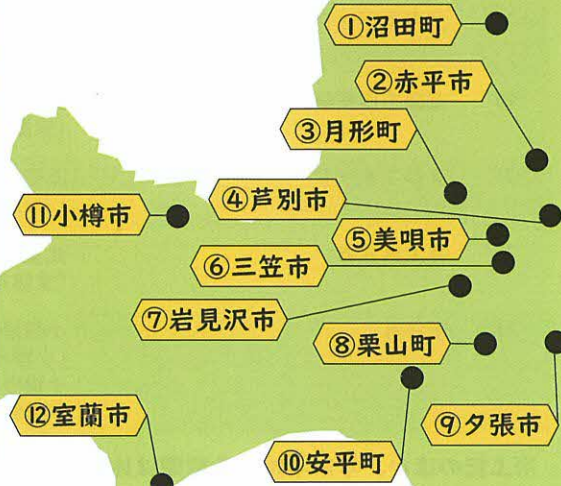 ①沼田町
②赤平市
③月形町
④芦別市
⑤美唄市
⑥三笠市
⑦岩見沢市
⑧栗山町
⑨夕張市
⑩安平町
⑪小樽市
⑫室蘭市